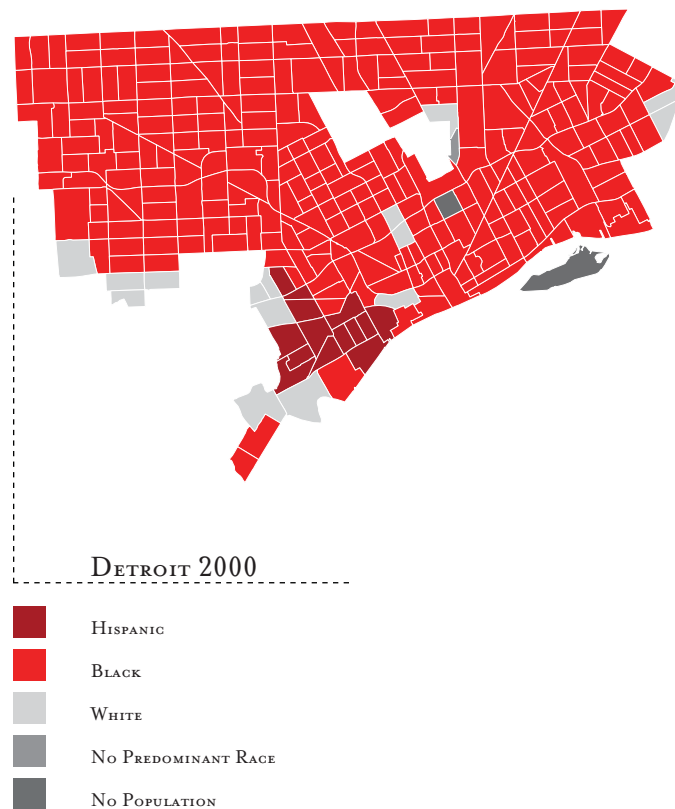 Detroit 2000
Hispanic
Black
White
No Predominant Race
No Population